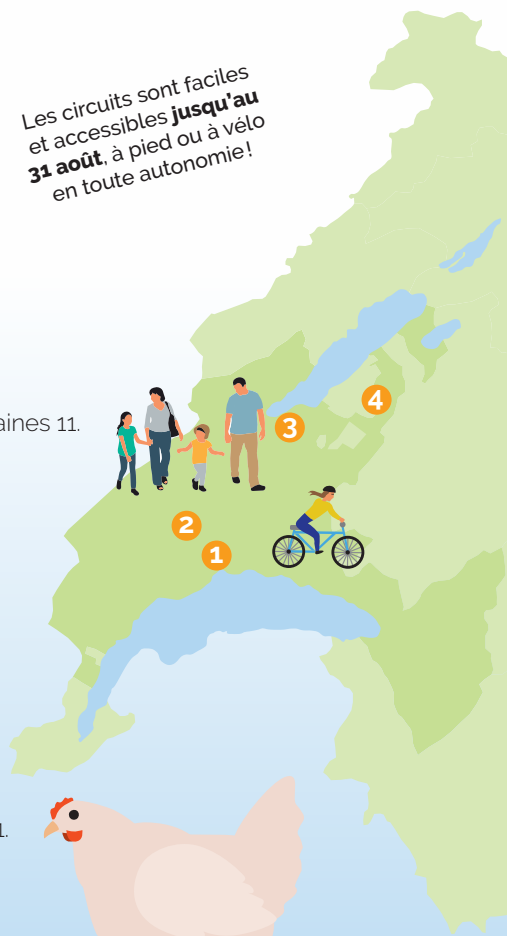 Les circuits sont faciles
et accessibles jusqu'au
31 août, à pied ou à vélo
en toute autonomie !
4
aines 11.
3
2
1